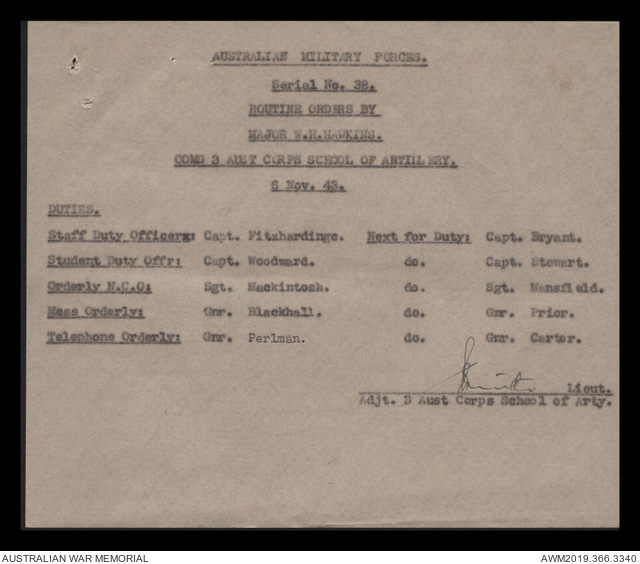 AUSTRALIAN MILITARY FORCES.
Serial No. 38.
ROUTINE ORDERS BY
MAJOR W.H.HAWKINS.
COMD 3 AUST CORPS SCHOOL OF ARTILLERY.
6 Nov. 43.
DUTIES.
Staff Duty Officer: Capt. Fitzhardinge. Next for Duty: Capt. Bryant.
Student Duty Offr: Capt. Woodward. do. Capt. Stewart.
Orderly N.C.O: Sgt. Mackintosh. do. Sgt. Mansfield.
Mess Orderly: Gnr. Blackhall. do. Gnr. Prior.
Telephone Orderly: Gnr. Perlman. do. Gnr. Carter.
Lieut.
Adjt. 3 Aust Corps School of Arty.
AUSTRALIAN WAR MEMORIAL AWM2019.366.3340